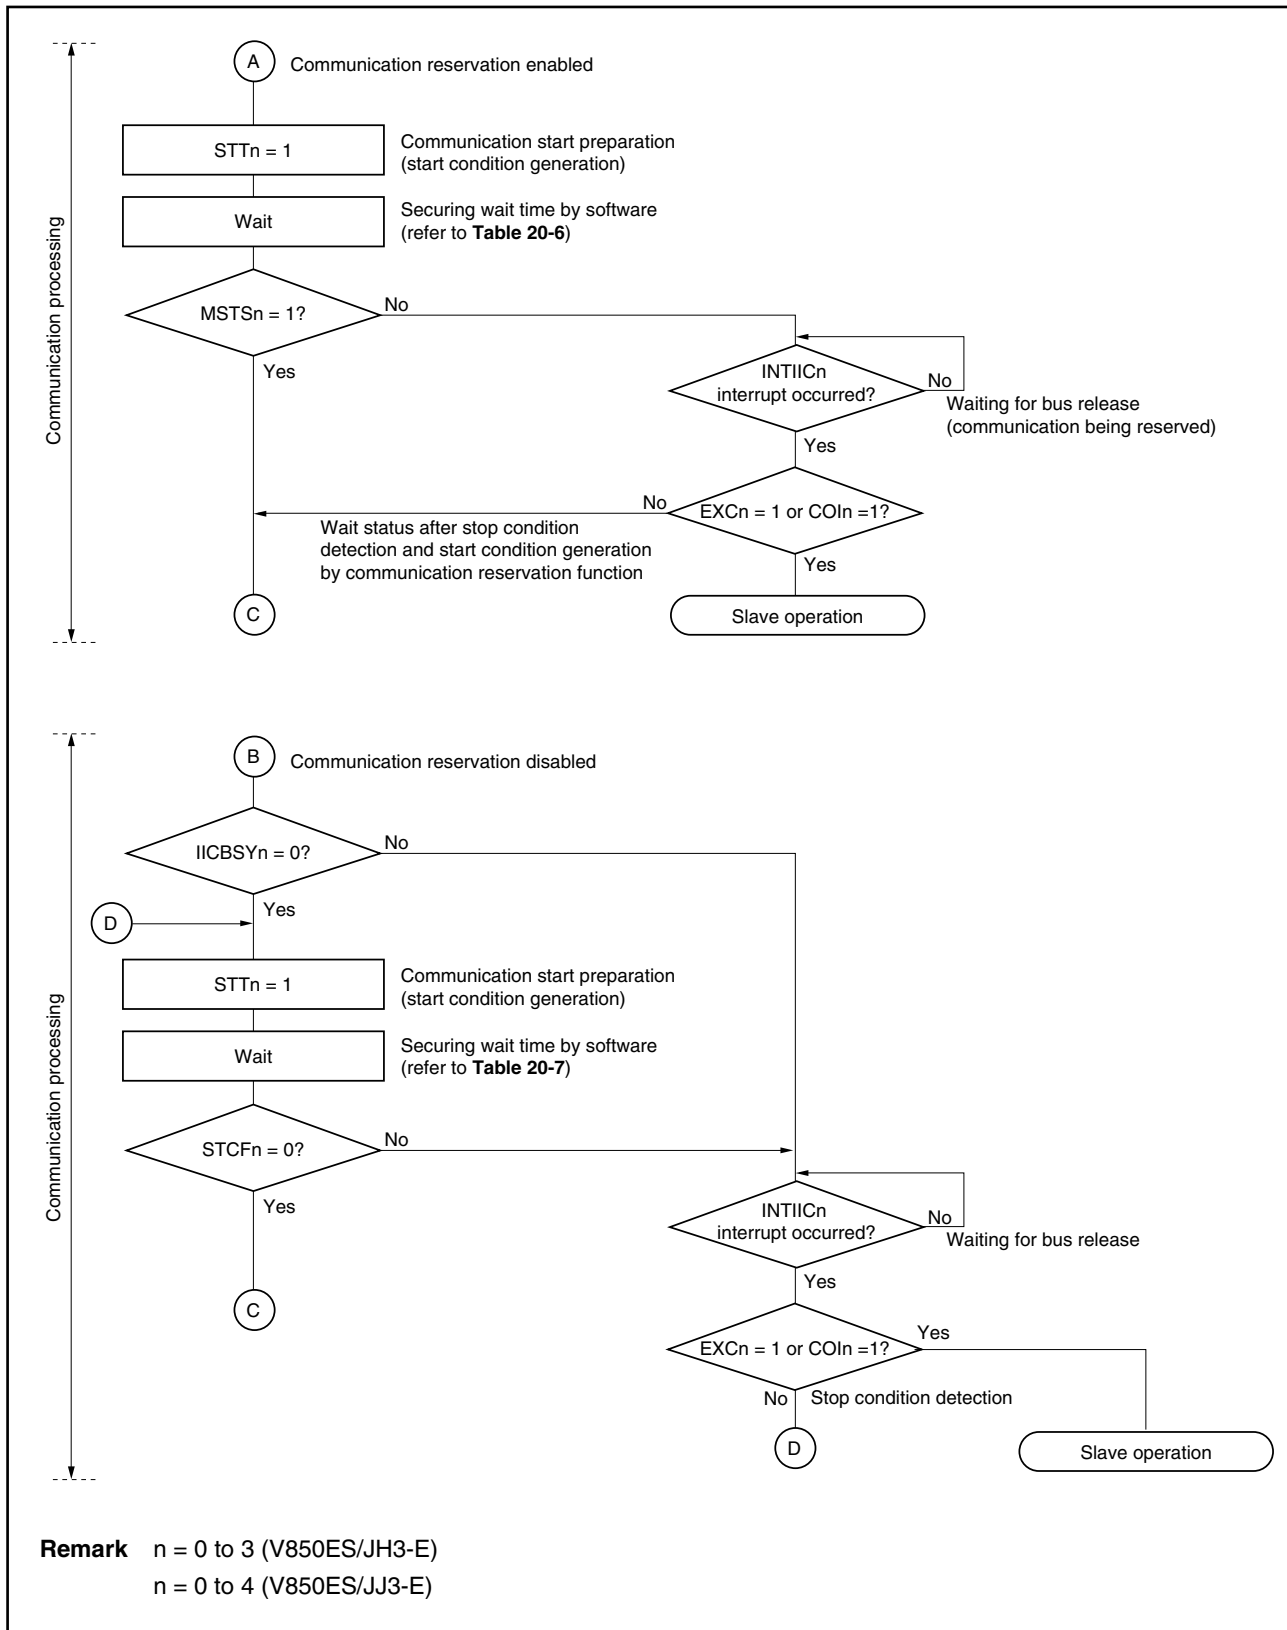 A
Communication reservation enabled
STTn = 1
Communication start preparation
(start condition generation)
Wait
Securing wait time by software
(refer to Table 20-6)
MSTSn = 1?
No
Yes
INTIICn
interrupt occurred?
No
Waiting for bus release
(communication being reserved)
Yes
EXCn = 1 or COIn =1?
No
Wait status after stop condition
detection and start condition generation
by communication reservation function
Yes
C
Slave operation
Communication processing
B
Communication reservation disabled
IICBSYn = 0?
No
Yes
D
STTn = 1
Communication start preparation
(start condition generation)
Wait
Securing wait time by software
(refer to Table 20-7)
STCFn = 0?
No
Yes
INTIICn
interrupt occurred?
No
Waiting for bus release
Yes
C
EXCn = 1 or COIn =1?
Yes
No
Stop condition detection
D
Slave operation
Communication processing
Remark n = 0 to 3 (V850ES/JH3-E)
n = 0 to 4 (V850ES/JJ3-E)